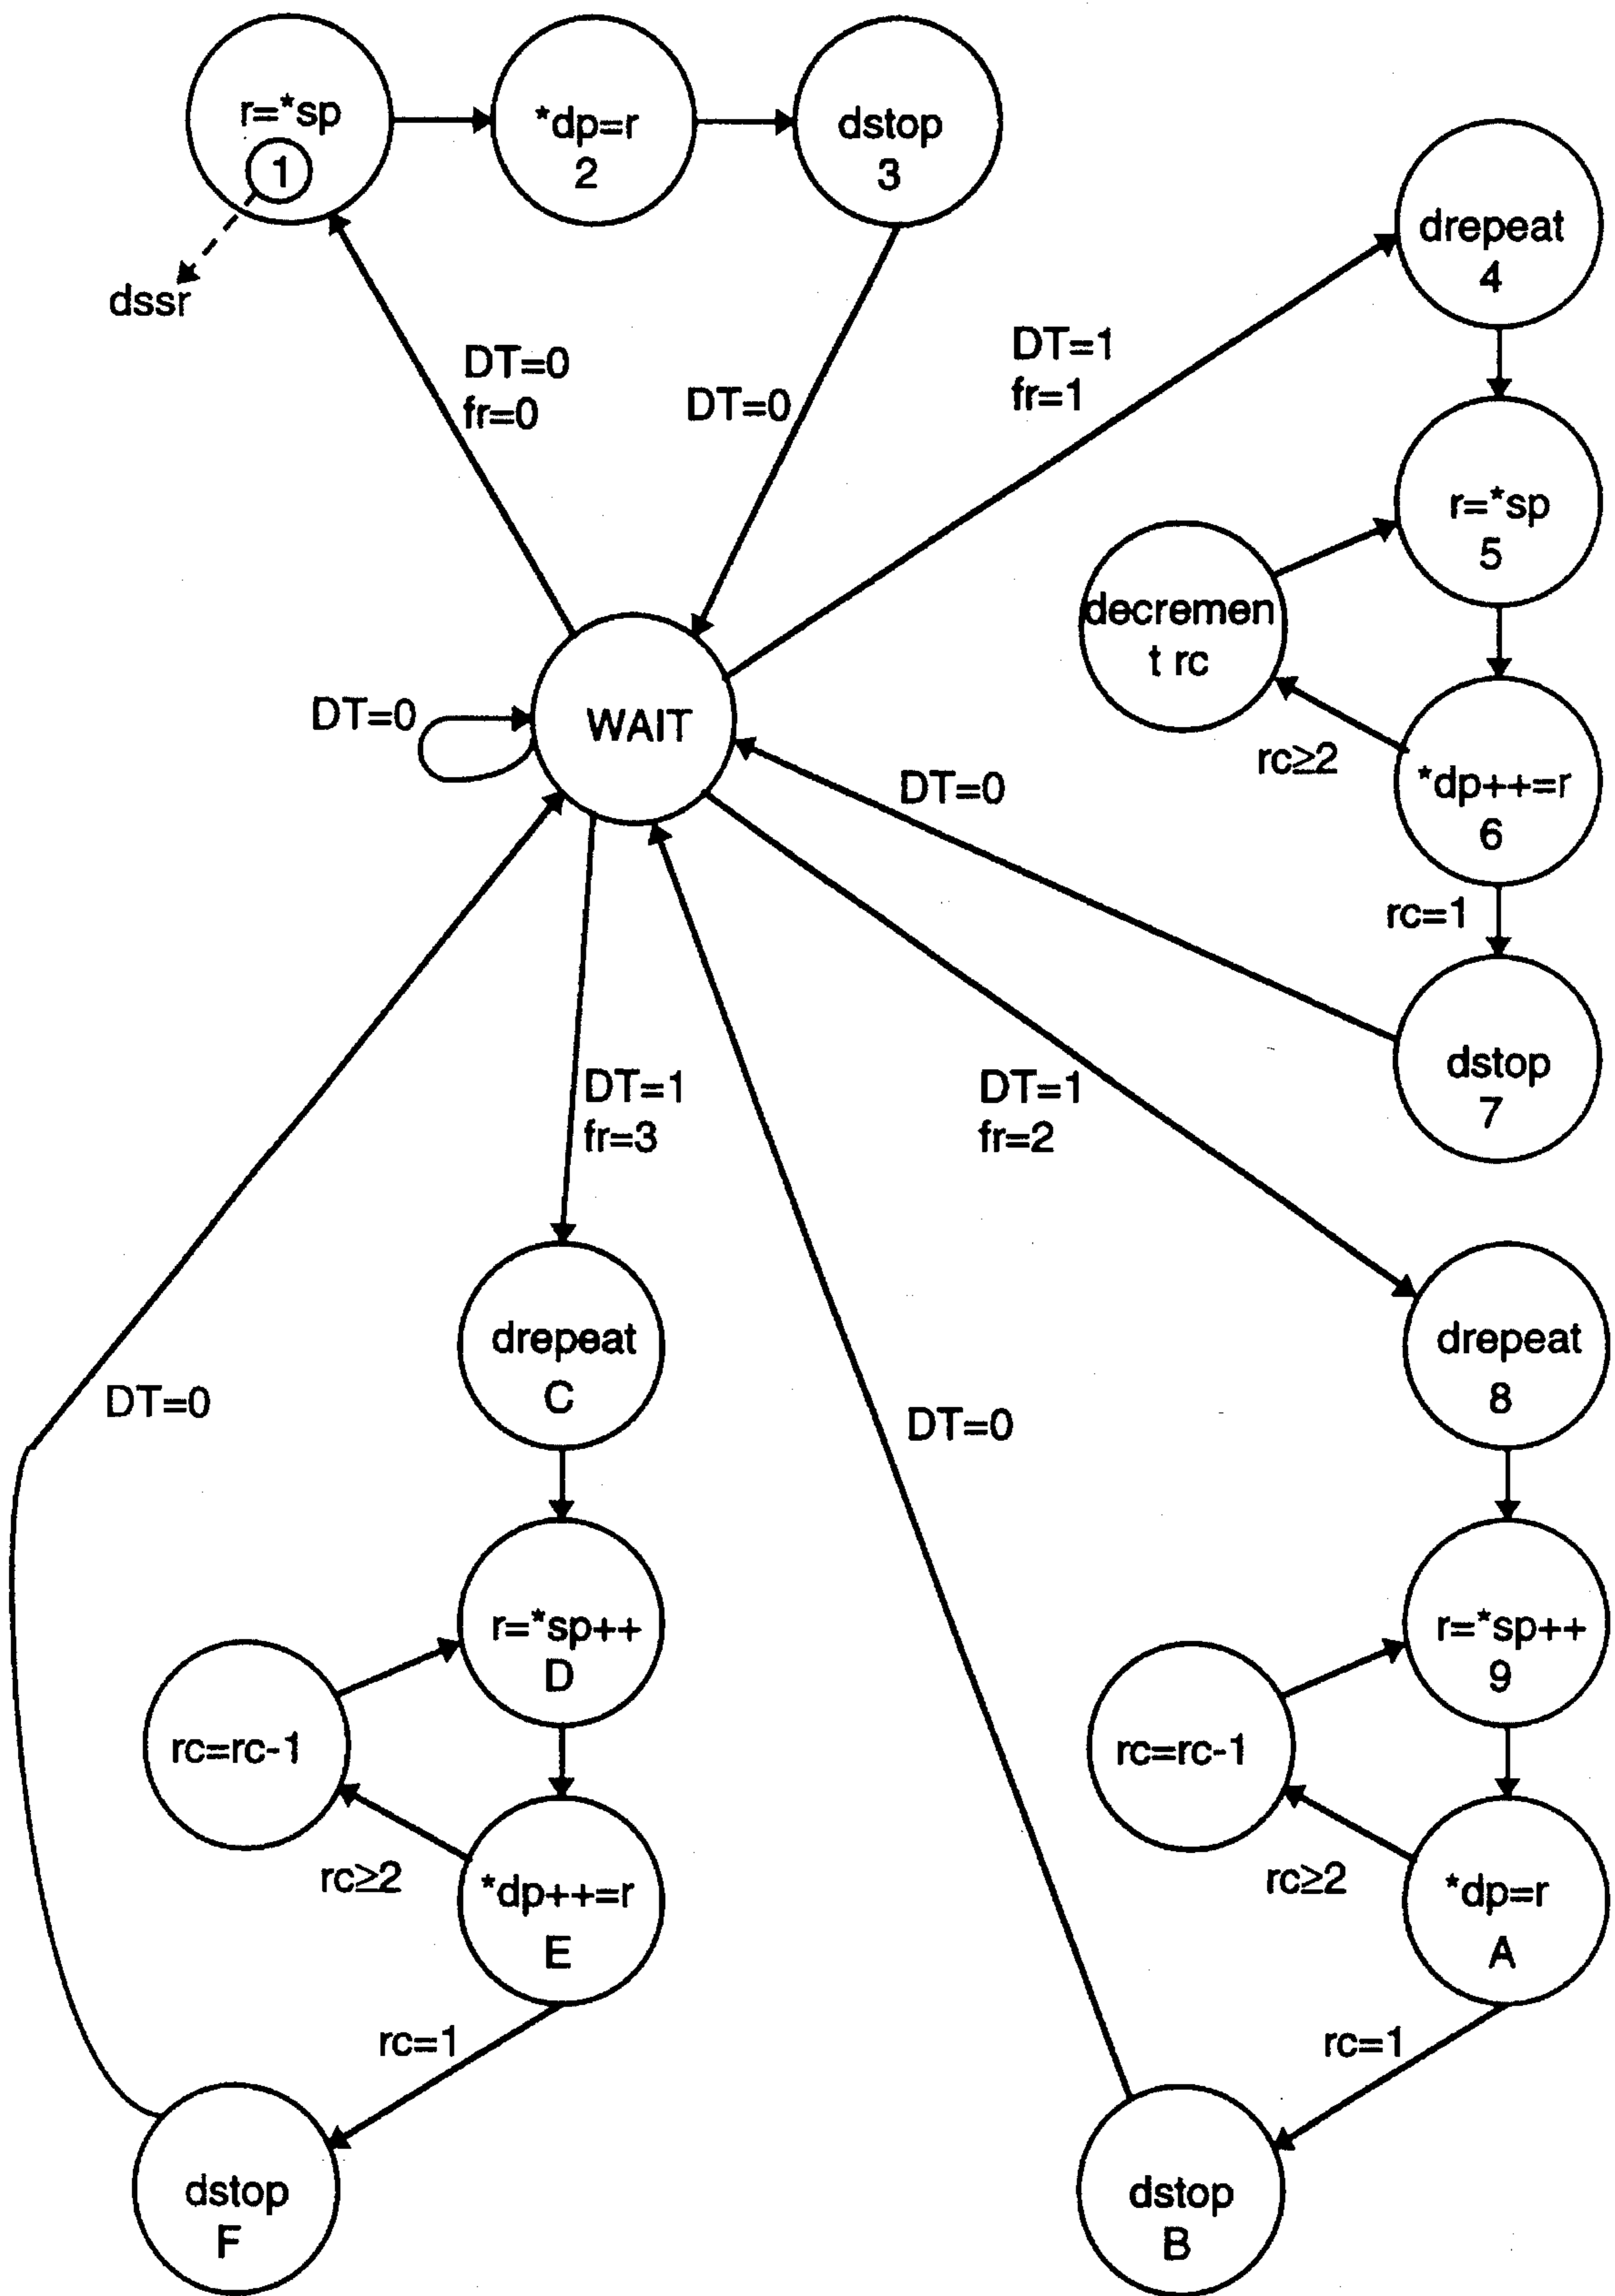 r=*sp
1
dssr
*dp=r
2
dstop
3
DT=0
fr=0
DT=0
DT=1
fr=1
drepeat
4
r=*sp
5
decremen
t rc
rc≥2
*dp++=r
6
rc=1
dstop
7
DT=0
WAIT
DT=0
DT=1
fr=3
DT=1
fr=2
DT=0
DT=0
drepeat
C
r=*sp++
D
rc=rc-1
rc≥2
*dp++=r
E
rc=1
dstop
F
drepeat
8
r=*sp++
9
rc=rc-1
rc≥2
*dp=r
A
rc=1
dstop
B